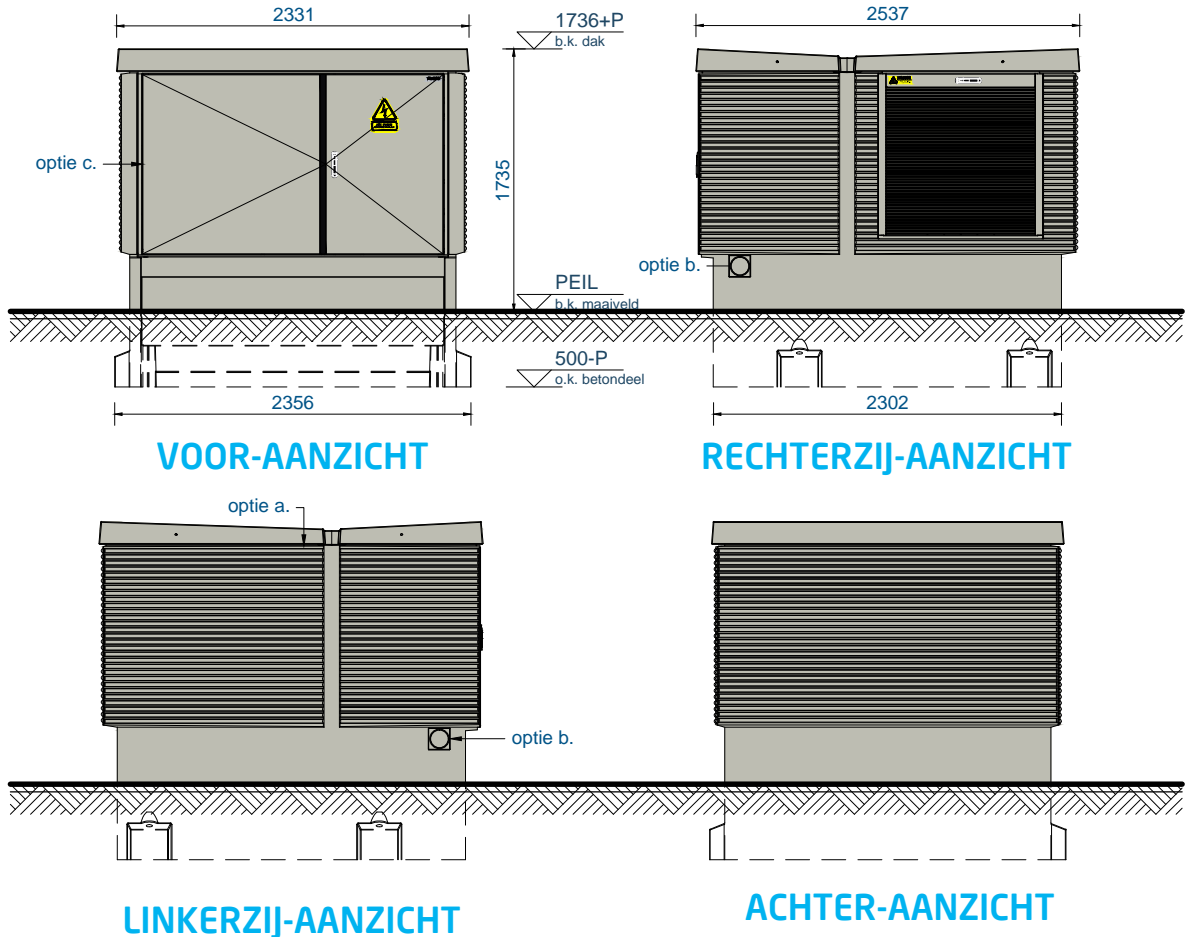 2331
1736+P
b.k. dak
2537
optie c.
1735
optie b.
PEIL
b.k. maaiveld
500-P
o.k. betondeel
2356
2302
VOOR-AANZICHT
RECHTERZIJ-AANZICHT
optie a.
optie b.
LINKERZIJ-AANZICHT
ACHTER-AANZICHT